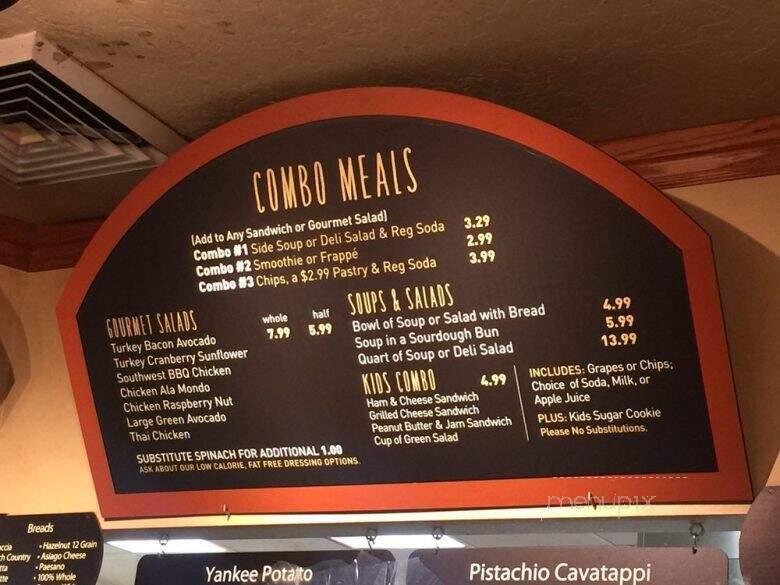 COMBO MEALS
(Add to Any Sandwich or Gourmet Salad)
Combo #1 Side Soup or Deli Salad & Reg Soda 3.29
Combo #2 Smoothie or Frappé 2.99
Combo #3 Chips, a $2.99 Pastry & Reg Soda 3.99
GOURMET SALADS whole half
7.99 5.99
Turkey Bacon Avocado
Turkey Cranberry Sunflower
Southwest BBQ Chicken
Chicken Ala Mondo
Chicken Raspberry Nut
Large Green Avocado
Thai Chicken
SUBSTITUTE SPINACH FOR ADDITIONAL 1.00
ASK ABOUT OUR LOW CALORIE, FAT FREE DRESSING OPTIONS.
SOUPS & SALADS
Bowl of Soup or Salad with Bread 4.99
Soup in a Sourdough Bun 5.99
Quart of Soup or Deli Salad 13.99
KIDS COMBO 4.99
Ham & Cheese Sandwich
Grilled Cheese Sandwich
Peanut Butter & Jam Sandwich
Cup of Green Salad
INCLUDES: Grapes or Chips;
Choice of Soda, Milk, or
Apple Juice
PLUS: Kids Sugar Cookie
Please No Substitutions.
menupix
Breads
• Hazelnut 12 Grain
Country • Asiago Cheese
• Paesano
• 100% Whole
Yankee Potato
Pistachio Cavatappi